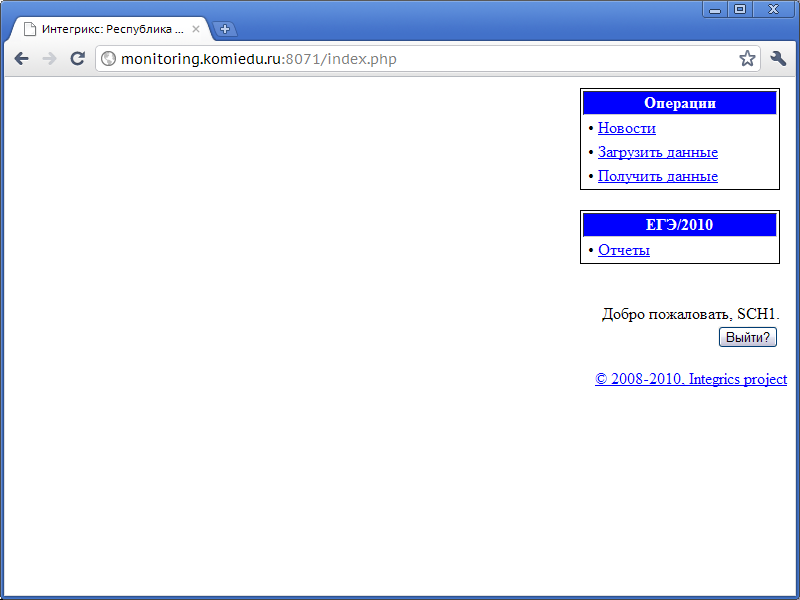 Интегрикс: Республика ...
monitoring.komiedu.ru:8071/index.php
Операции
• Новости
• Загрузить данные
• Получить данные
ЕГЭ/2010
• Отчеты
Добро пожаловать, SCH1.
Выйти?
© 2008-2010. Integrics project